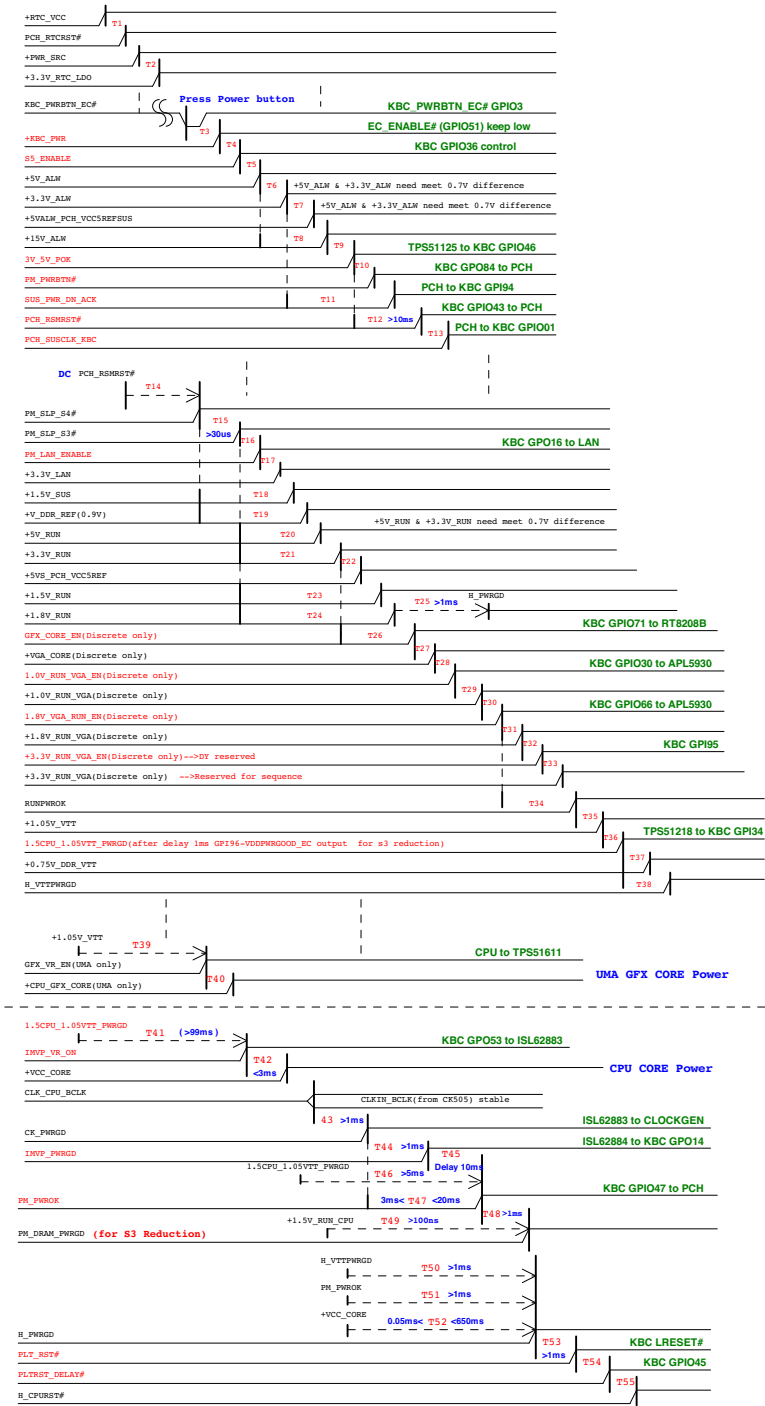 +RTC_VCC
T1
PCH_RTCRST#
+PWR_SRC
T2
+3.3V_RTC_LDO
Press Power button
KBC_PWRBTN_EC#
KBC_PWRBTN_EC# GPIO3
T3
EC_ENABLE# (GPIO51) keep low
+KBC_PWR
T4
KBC GPIO36 control
S5_ENABLE
T5
+5V_ALW
T6
+5V_ALW & +3.3V_ALW need meet 0.7V difference
+3.3V_ALW
T7
+5V_ALW & +3.3V_ALW need meet 0.7V difference
+5VALW_PCH_VCC5REFSUS
+15V_ALW
T8
T9
TPS51125 to KBC GPIO46
3V_5V_POK
T10
KBC GPO84 to PCH
PM_PWRBTN#
PCH to KBC GPI94
SUS_PWR_DN_ACK
T11
KBC GPIO43 to PCH
PCH_RSMRST#
T12 >10ms
T13
PCH to KBC GPIO01
PCH_SUSCLK_KBC
DC PCH_RSMRST#
T14
PM_SLP_S4#
T15
PM_SLP_S3#
>30us
T16
KBC GPO16 to LAN
PM_LAN_ENABLE
T17
+3.3V_LAN
+1.5V_SUS
T18
+V_DDR_REF(0.9V)
T19
+5V_RUN & +3.3V_RUN need meet 0.7V difference
+5V_RUN
T20
+3.3V_RUN
T21
T22
+5VS_PCH_VCC5REF
+1.5V_RUN
T23
T25 >1ms
H_PWRGD
+1.8V_RUN
T24
KBC GPIO71 to RT8208B
GFX_CORE_EN(Discrete only)
T26
T27
+VGA_CORE(Discrete only)
T28
KBC GPIO30 to APL5930
1.0V_RUN_VGA_EN(Discrete only)
T29
+1.0V_RUN_VGA(Discrete only)
T30
KBC GPIO66 to APL5930
1.8V_VGA_RUN_EN(Discrete only)
T31
+1.8V_RUN_VGA(Discrete only)
T32
KBC GPI95
+3.3V_RUN_VGA_EN(Discrete only)-->DY reserved
T33
+3.3V_RUN_VGA(Discrete only) -->Reserved for sequence
RUNPWROK
T34
T35
+1.05V_VTT
TPS51218 to KBC GPI34
T36
1.5CPU_1.05VTT_PWRGD(after delay 1ms GPI96-VDDPWRGOOD_EC output for s3 reduction)
T37
+0.75V_DDR_VTT
T38
H_VTTPWRGD
+1.05V_VTT
T39
CPU to TPS51611
GFX_VR_EN(UMA only)
T40
UMA GFX CORE Power
+CPU_GFX_CORE(UMA only)
1.5CPU_1.05VTT_PWRGD
T41 (>99ms)
KBC GPO53 to ISL62883
IMVP_VR_ON
T42
CPU CORE Power
+VCC_CORE
<3ms
CLK_CPU_BCLK
CLKIN_BCLK(from CK505) stable
43 >1ms
ISL62883 to CLOCKGEN
CK_PWRGD
T44 >1ms
ISL62884 to KBC GPO14
T45
IMVP_PWRGD
1.5CPU_1.05VTT_PWRGD
Delay 10ms
T46 >5ms
KBC GPIO47 to PCH
PM_PWROK
3ms< T47 <20ms
T48 >1ms
+1.5V_RUN_CPU
T49 >100ns
PM_DRAM_PWRGD (for S3 Reduction)
H_VTTPWRGD
T50 >1ms
PM_PWROK
T51 >1ms
+VCC_CORE
0.05ms< T52 <650ms
H_PWRGD
T53
KBC LRESET#
PLT_RST#
>1ms
T54
KBC GPIO45
PLTRST_DELAY#
T55
H_CPURST#